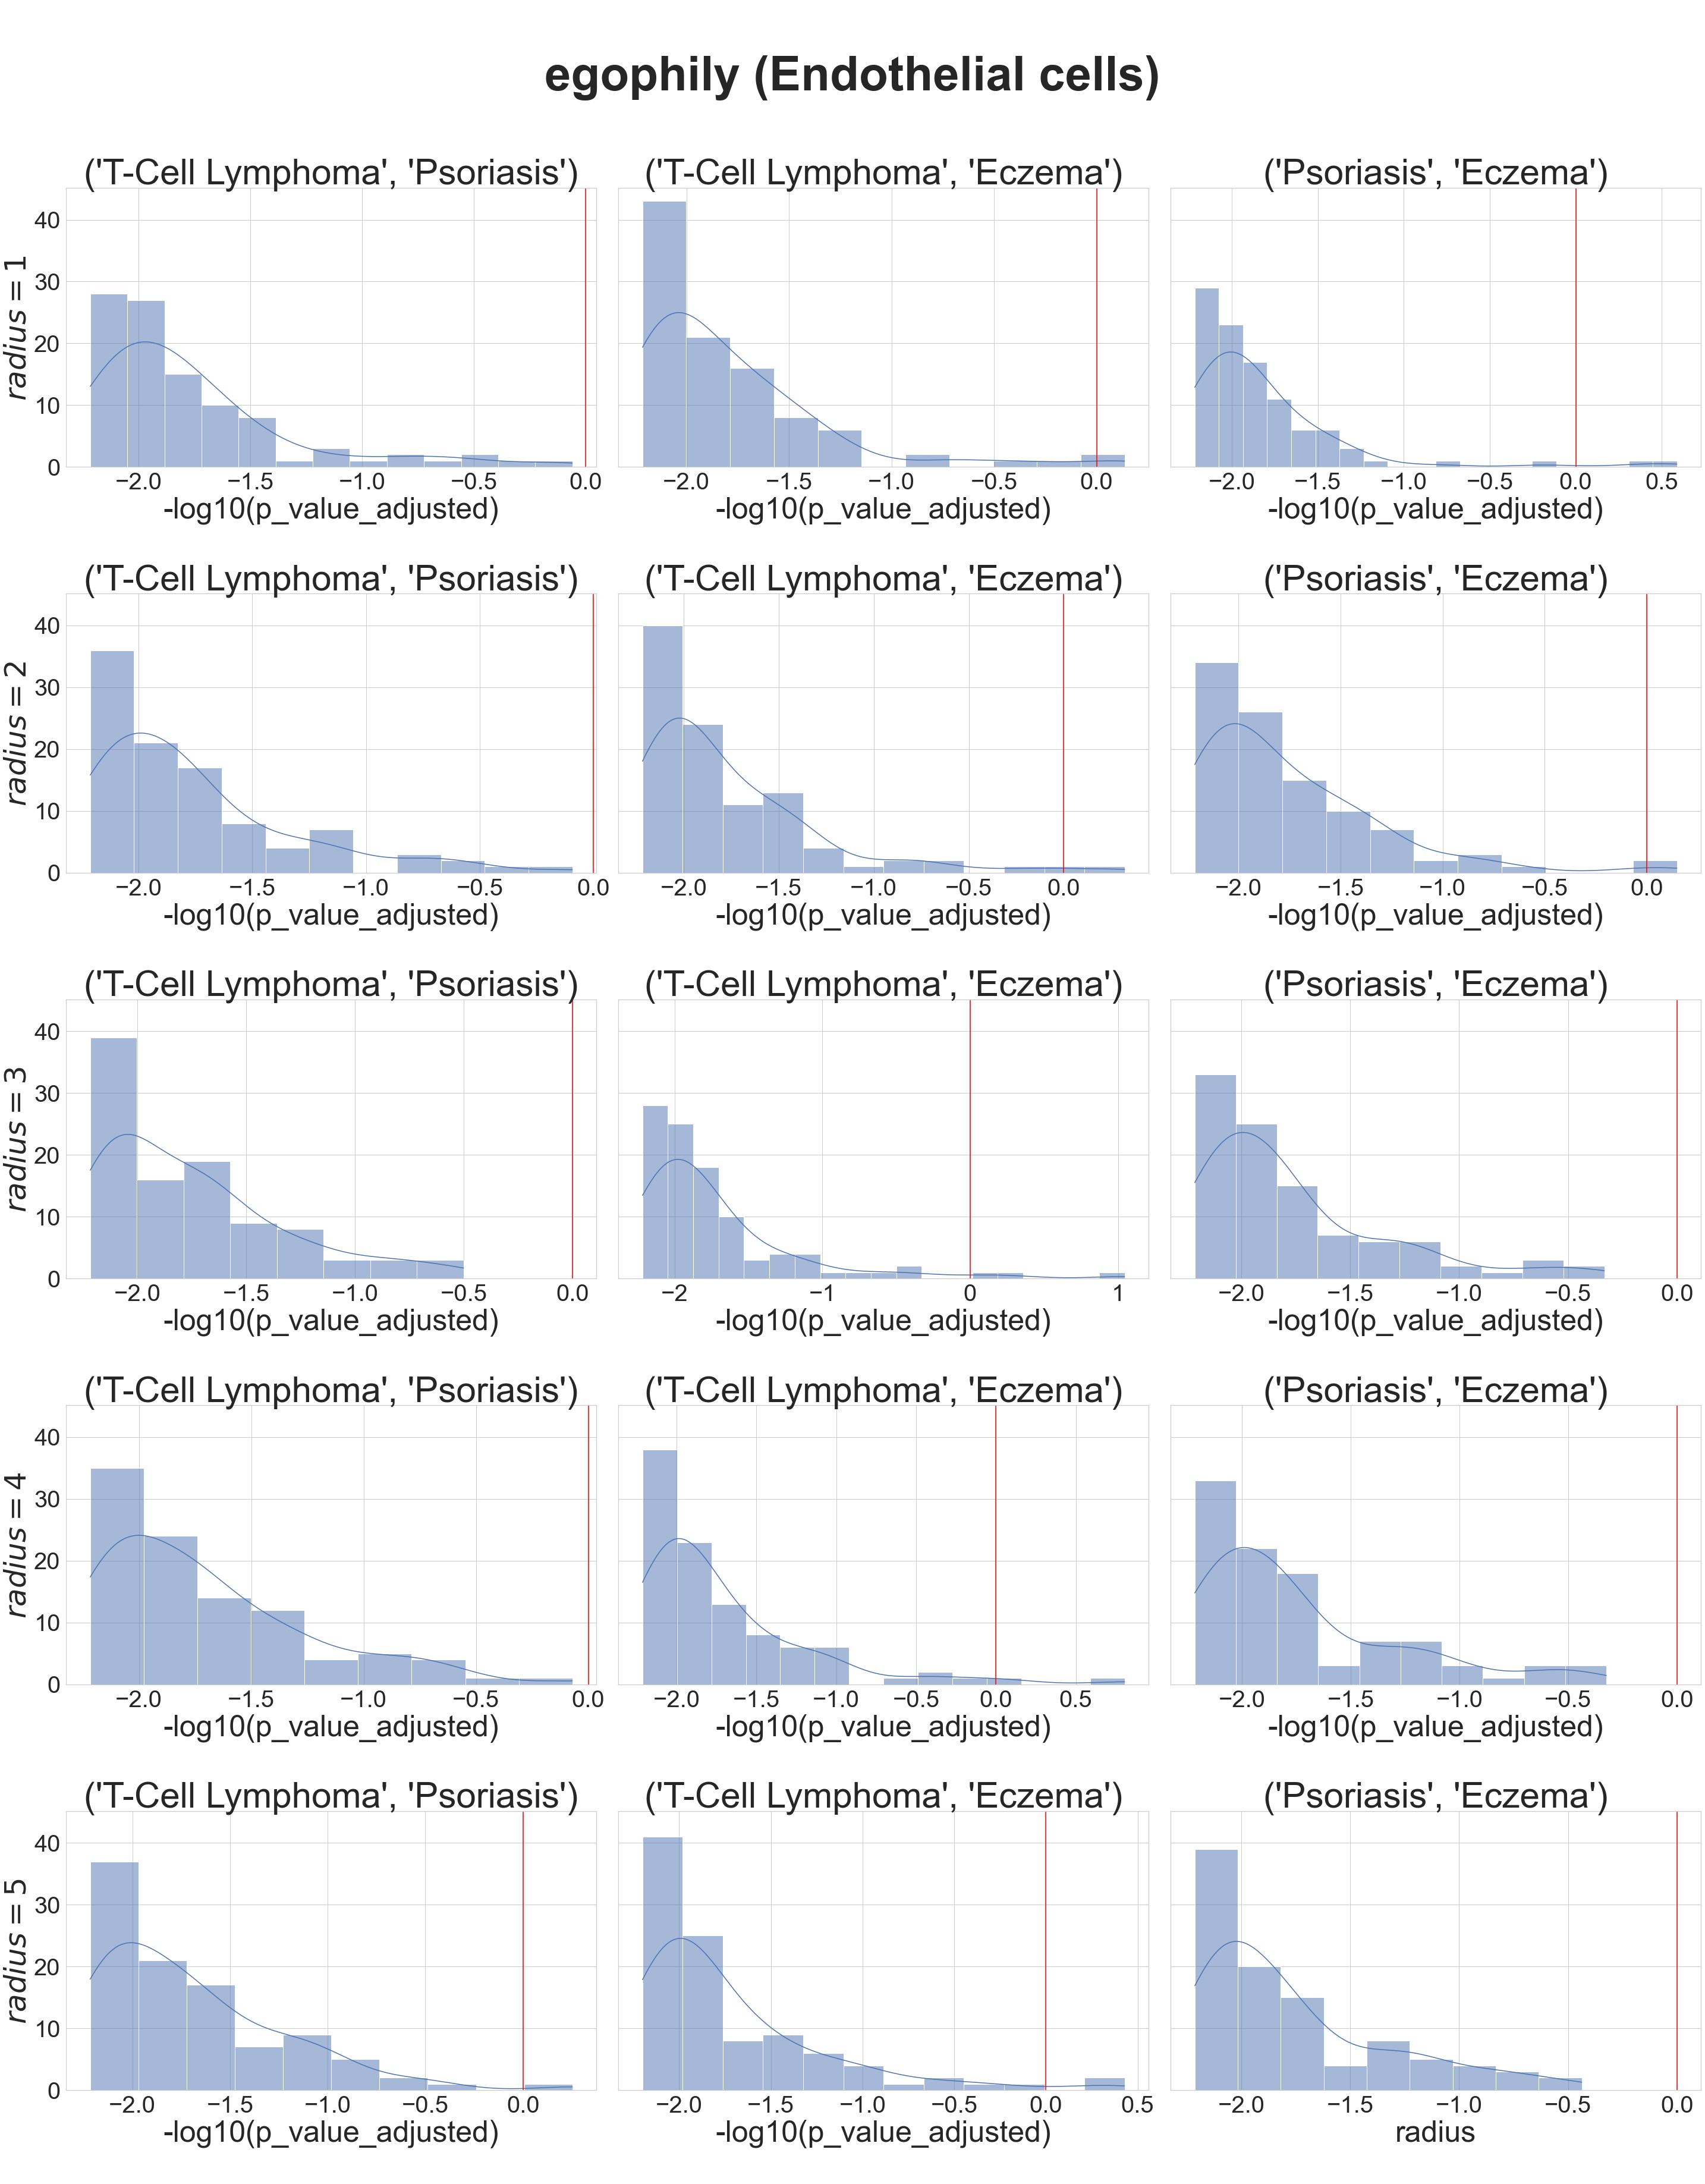 egophily (Endothelial cells)
('T-Cell Lymphoma', 'Psoriasis') ('T-Cell Lymphoma', 'Eczema') ('Psoriasis', 'Eczema')
radius = 1
40
30
20
10
0
−2.0 −1.5 −1.0 −0.5 0.0 −2.0 −1.5 −1.0 −0.5 0.0 −2.0 −1.5 −1.0 −0.5 0.0 0.5
-log10(p_value_adjusted) -log10(p_value_adjusted) -log10(p_value_adjusted)
('T-Cell Lymphoma', 'Psoriasis') ('T-Cell Lymphoma', 'Eczema') ('Psoriasis', 'Eczema')
radius = 2
40
30
20
10
0
−2.0 −1.5 −1.0 −0.5 0.0 −2.0 −1.5 −1.0 −0.5 0.0 −2.0 −1.5 −1.0 −0.5 0.0
-log10(p_value_adjusted) -log10(p_value_adjusted) -log10(p_value_adjusted)
('T-Cell Lymphoma', 'Psoriasis') ('T-Cell Lymphoma', 'Eczema') ('Psoriasis', 'Eczema')
radius = 3
40
30
20
10
0
−2.0 −1.5 −1.0 −0.5 0.0 −2 −1 0 1 −2.0 −1.5 −1.0 −0.5 0.0
-log10(p_value_adjusted) -log10(p_value_adjusted) -log10(p_value_adjusted)
('T-Cell Lymphoma', 'Psoriasis') ('T-Cell Lymphoma', 'Eczema') ('Psoriasis', 'Eczema')
radius = 4
40
30
20
10
0
−2.0 −1.5 −1.0 −0.5 0.0 −2.0 −1.5 −1.0 −0.5 0.0 0.5 −2.0 −1.5 −1.0 −0.5 0.0
-log10(p_value_adjusted) -log10(p_value_adjusted) -log10(p_value_adjusted)
('T-Cell Lymphoma', 'Psoriasis') ('T-Cell Lymphoma', 'Eczema') ('Psoriasis', 'Eczema')
radius = 5
40
30
20
10
0
−2.0 −1.5 −1.0 −0.5 0.0 −2.0 −1.5 −1.0 −0.5 0.0 0.5 −2.0 −1.5 −1.0 −0.5 0.0
-log10(p_value_adjusted) -log10(p_value_adjusted) radius